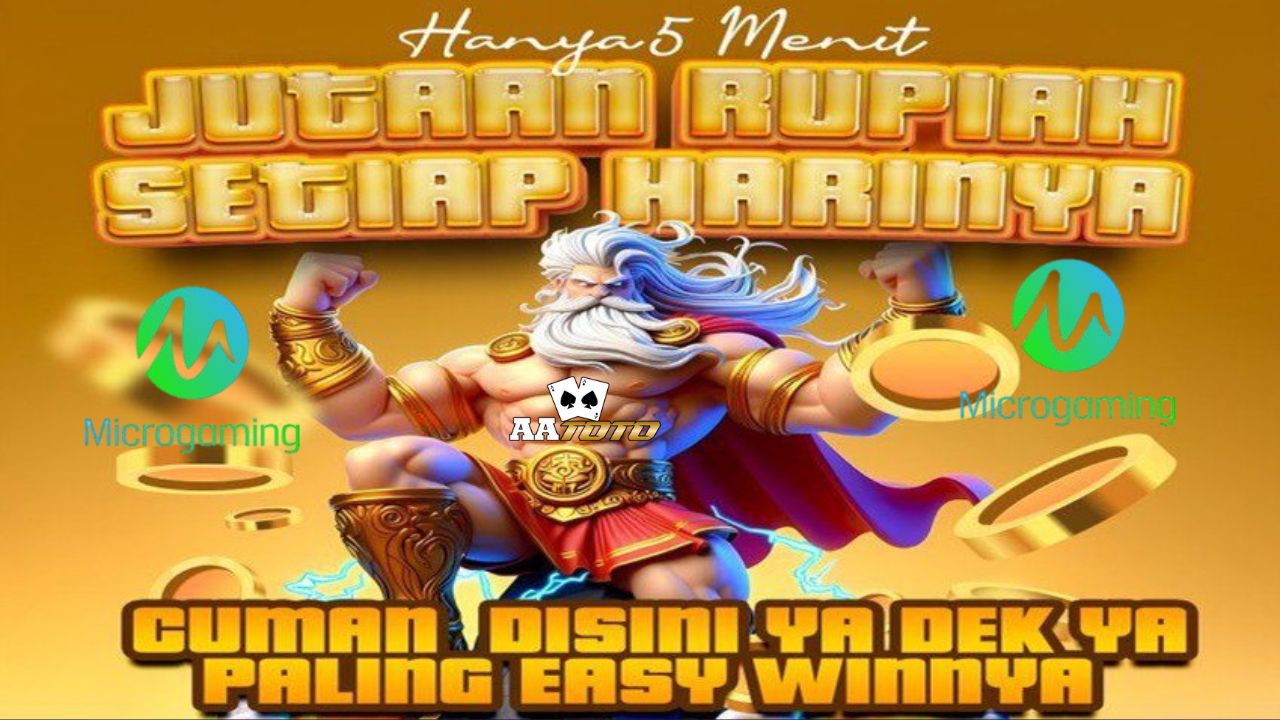 Hanya 5 Menit
JUTAAN RUPIAH
SETIAP HARINYA
Microgaming
Microgaming
AATOTO
CUMAN DISINI YA DEK YA
PALING EASY WINNYA